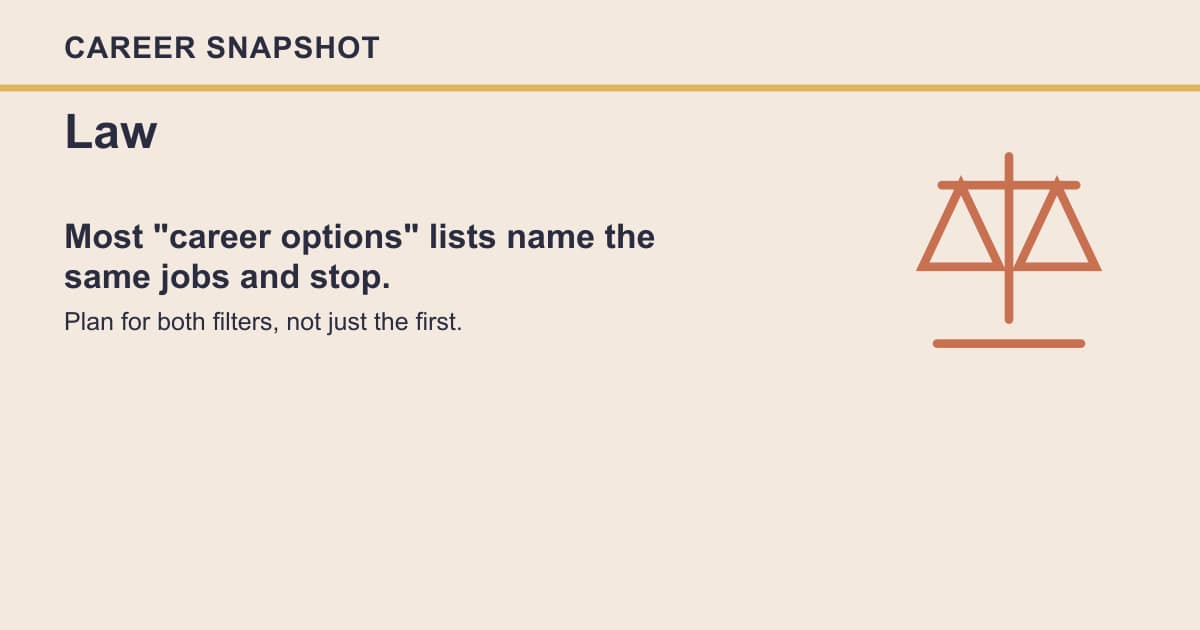 CAREER SNAPSHOT
Law
Most "career options" lists name the
same jobs and stop.
Plan for both filters, not just the first.